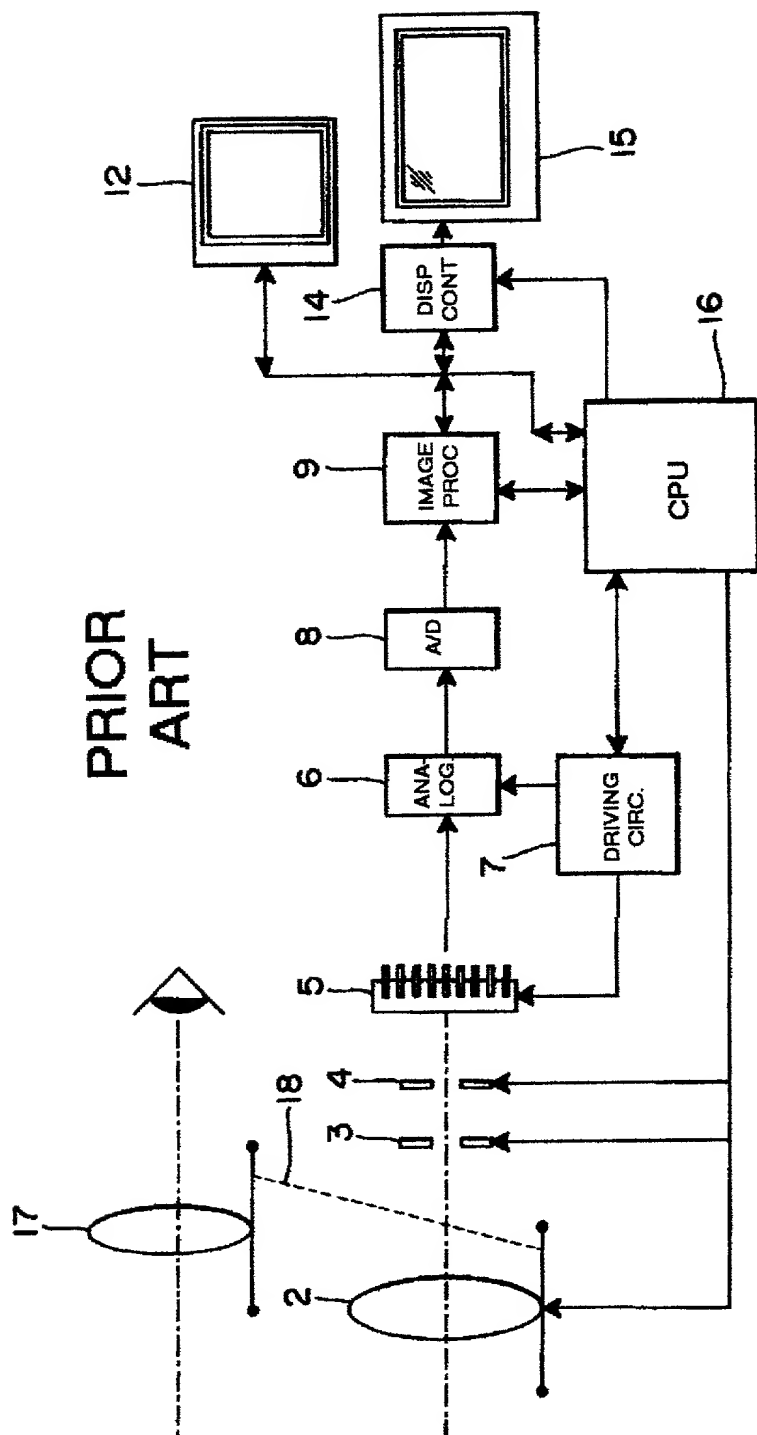 PRIOR
ART
17
18
2
3
4
5
6
ANA-
LOG
7
DRIVING
CIRC.
8
A/D
9
IMAGE
PROC
14
DISP
CONT
12
15
16
CPU